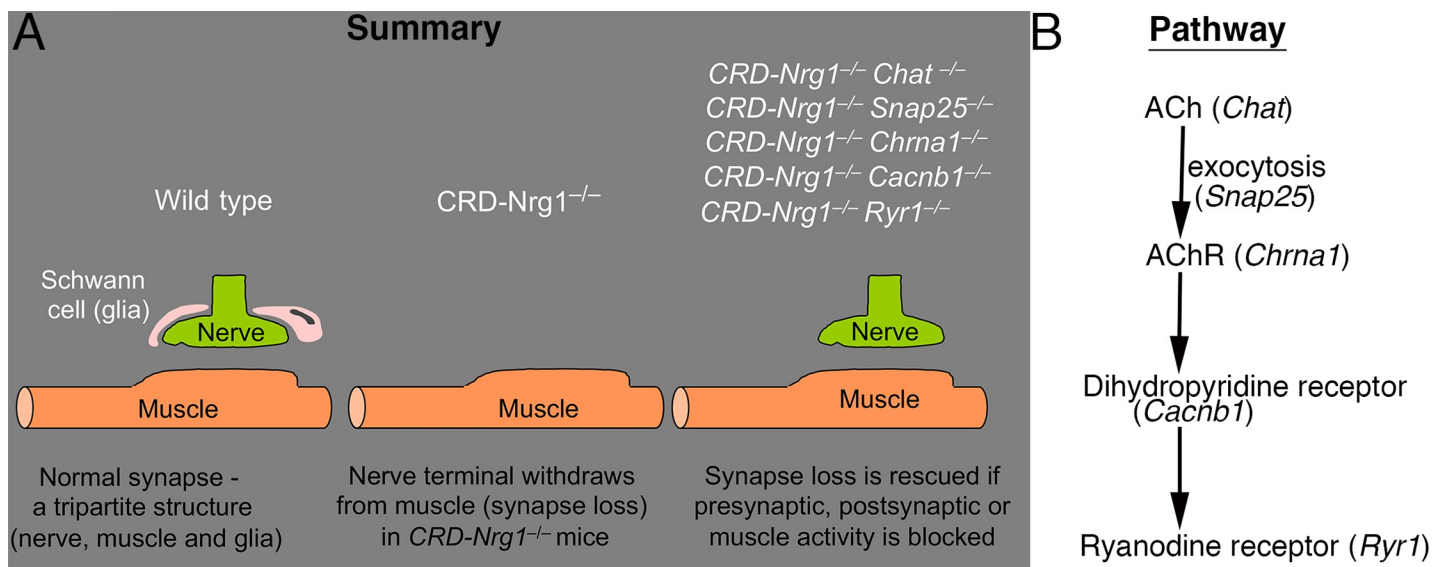 A
Summary
CRD-Nrg1–/– Chat –/–
CRD-Nrg1–/– Snap25–/–
CRD-Nrg1–/– Chrna1–/–
CRD-Nrg1–/– Cacnb1–/–
CRD-Nrg1–/– Ryr1–/–
Wild type
CRD-Nrg1–/–
Schwann
cell (glia)
Nerve
Nerve
Muscle
Muscle
Muscle
Normal synapse -
a tripartite structure
(nerve, muscle and glia)
Nerve terminal withdraws
from muscle (synapse loss)
in CRD-Nrg1–/– mice
Synapse loss is rescued if
presynaptic, postsynaptic or
muscle activity is blocked
B
Pathway
ACh (Chat)
exocytosis
(Snap25)
AChR (Chrna1)
Dihydropyridine receptor
(Cacnb1)
Ryanodine receptor (Ryr1)